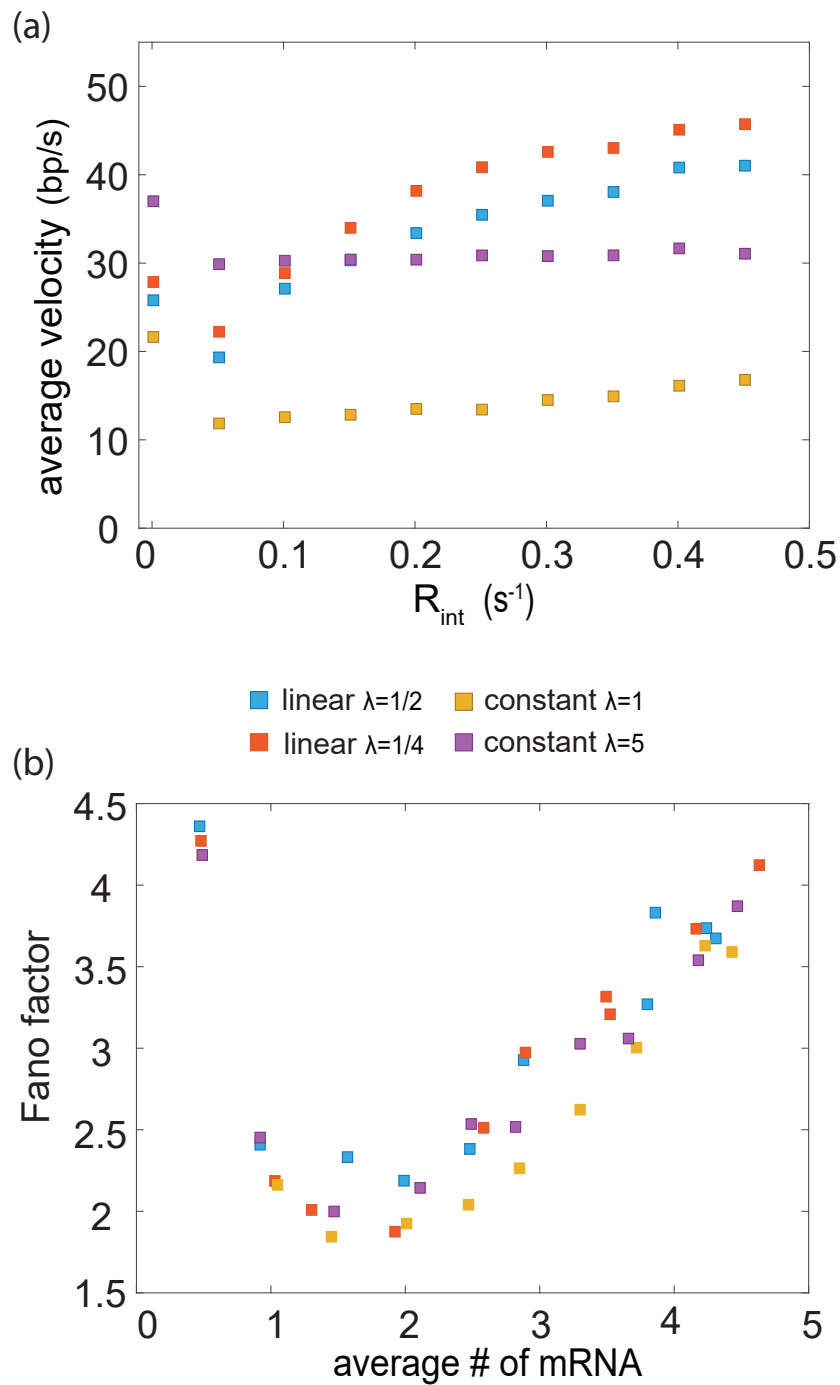 (a)
average velocity (bp/s)
50
40
30
20
10
0
0 0.1 0.2 0.3 0.4 0.5
R_int (s⁻¹)
linear λ=1/2 constant λ=1
linear λ=1/4 constant λ=5
(b)
Fano factor
4.5
4
3.5
3
2.5
2
1.5
0 1 2 3 4 5
average # of mRNA